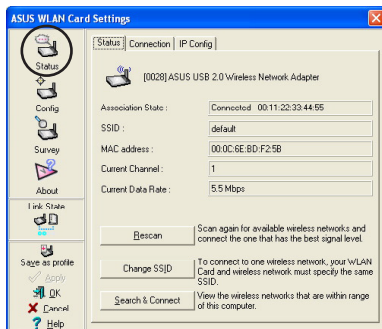 ASUS WLAN Card Settings
Status
Config
Survey
About
Link State
Save as profile
Apply
OK
Cancel
Help
Status Connection IP Config
[0028] ASUS USB 2.0 Wireless Network Adapter
Association State : Connected 00:11:22:33:44:55
SSID : default
MAC address : 00:0C:6E:BD:F2:5B
Current Channel : 1
Current Data Rate : 5.5 Mbps
Rescan
Scan again for available wireless networks and
connect the one that has the best signal level.
Change SSID
To connect to one wireless network, your WLAN
Card and wireless network must specify the same
SSID.
Search & Connect
View the wireless networks that are within range
of this computer.